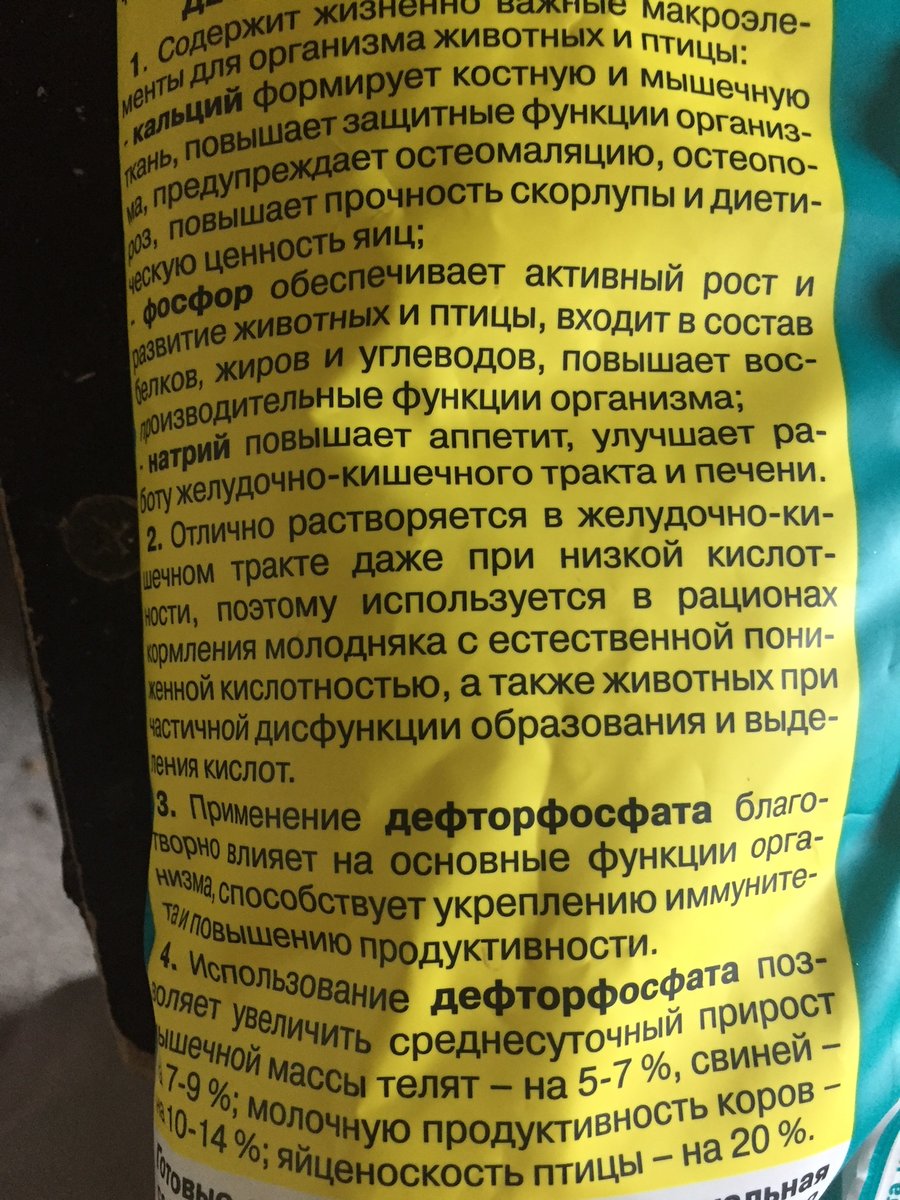 1. Содержит жизненно важные макроэле-
менты для организма животных и птицы:
- кальций формирует костную и мышечную
ткань, повышает защитные функции организ-
ма, предупреждает остеомаляцию, остеопо-
роз, повышает прочность скорлупы и диети-
ческую ценность яиц;
- фосфор обеспечивает активный рост и
развитие животных и птицы, входит в состав
белков, жиров и углеводов, повышает вос-
производительные функции организма;
- натрий повышает аппетит, улучшает ра-
боту желудочно-кишечного тракта и печени.
2. Отлично растворяется в желудочно-ки-
шечном тракте даже при низкой кислот-
ности, поэтому используется в рационах
кормления молодняка с естественной пони-
женной кислотностью, а также животных при
частичной дисфункции образования и выде-
ления кислот.
3. Применение дефторфосфата благо-
творно влияет на основные функции орга-
низма, способствует укреплению иммуните-
та и повышению продуктивности.
4. Использование дефторфосфата поз-
воляет увеличить среднесуточный прирост
мышечной массы телят – на 5-7 %, свиней –
на 7-9 %; молочную продуктивность коров –
на 10-14 %; яйценоскость птицы – на 20 %.